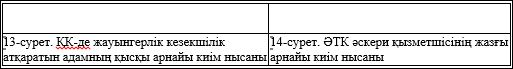 13-сурет. ҚК-де жауынгерлік кезекшілік
атқаратын адамның қысқы арнайы киім нысаны
14-сурет. ӘТК әскери қызметшісінің жазғы
арнайы киім нысаны